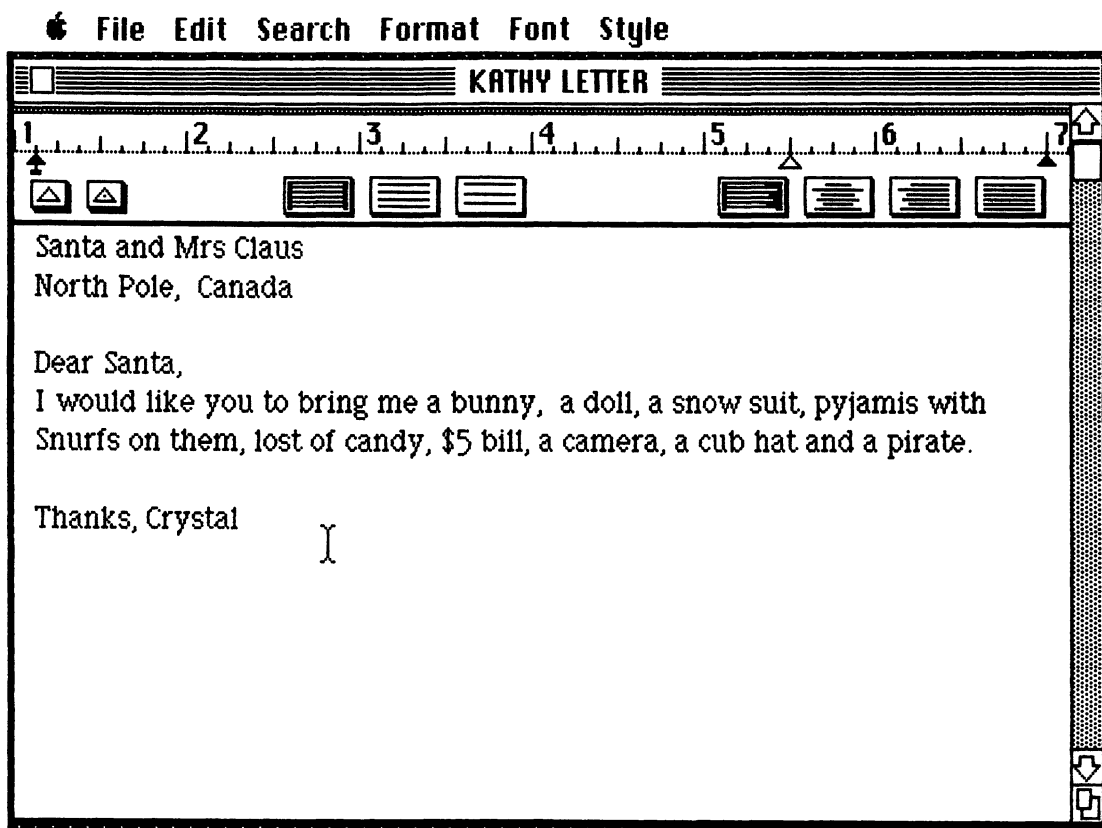 File Edit Search Format Font Style
KATHY LETTER
1 2 3 4 5 6 7
Santa and Mrs Claus
North Pole, Canada
Dear Santa,
I would like you to bring me a bunny, a doll, a snow suit, pyjamis with
Snurfs on them, lost of candy, $5 bill, a camera, a cub hat and a pirate.
Thanks, Crystal